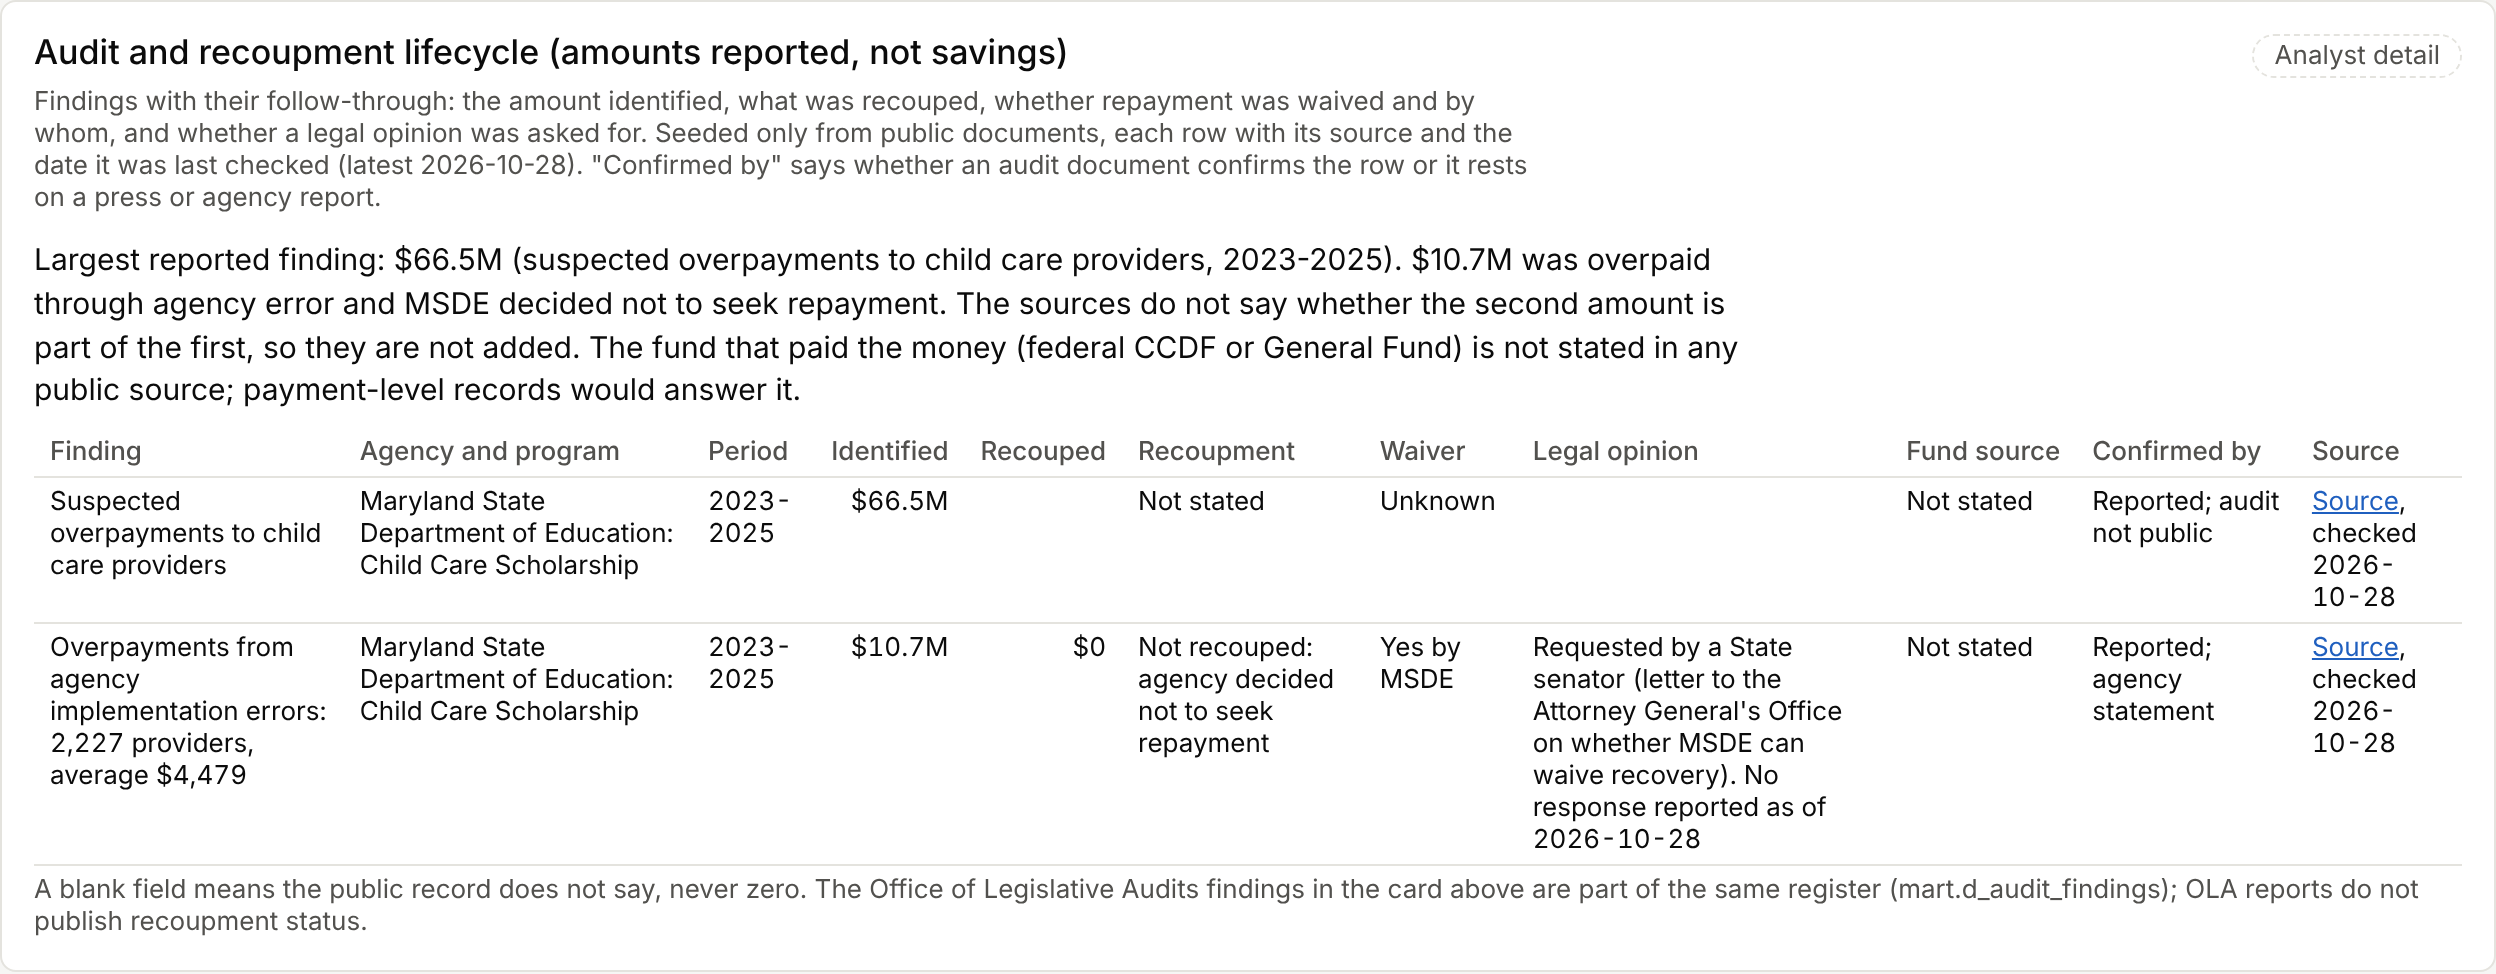 Audit and recoupment lifecycle (amounts reported, not savings)
Analyst detail
Findings with their follow-through: the amount identified, what was recouped, whether repayment was waived and by
whom, and whether a legal opinion was asked for. Seeded only from public documents, each row with its source and the
date it was last checked (latest 2026-10-28). "Confirmed by" says whether an audit document confirms the row or it rests
on a press or agency report.
Largest reported finding: $66.5M (suspected overpayments to child care providers, 2023-2025). $10.7M was overpaid
through agency error and MSDE decided not to seek repayment. The sources do not say whether the second amount is
part of the first, so they are not added. The fund that paid the money (federal CCDF or General Fund) is not stated in any
public source; payment-level records would answer it.
Finding Agency and program Period Identified Recouped Recoupment Waiver Legal opinion Fund source Confirmed by Source
Suspected Maryland State 2023- $66.5M Not stated Unknown Not stated Reported; audit Source,
overpayments to child Department of Education: 2025 not public checked
care providers Child Care Scholarship 2026-
10-28
Overpayments from Maryland State 2023- $10.7M $0 Not recouped: Yes by Requested by a State Not stated Reported; Source,
agency Department of Education: 2025 agency decided MSDE senator (letter to the agency checked
implementation errors: Child Care Scholarship not to seek Attorney General's Office statement 2026-
2,227 providers, repayment on whether MSDE can 10-28
average $4,479 waive recovery). No
response reported as of
2026-10-28
A blank field means the public record does not say, never zero. The Office of Legislative Audits findings in the card above are part of the same register (mart.d_audit_findings); OLA reports do not
publish recoupment status.